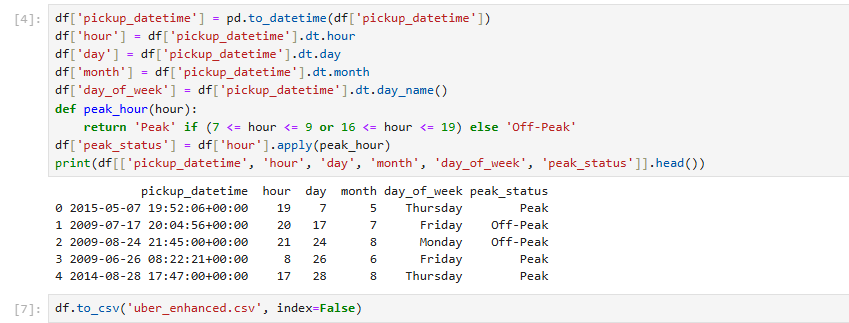 [4]: df['pickup_datetime'] = pd.to_datetime(df['pickup_datetime'])
df['hour'] = df['pickup_datetime'].dt.hour
df['day'] = df['pickup_datetime'].dt.day
df['month'] = df['pickup_datetime'].dt.month
df['day_of_week'] = df['pickup_datetime'].dt.day_name()
def peak_hour(hour):
    return 'Peak' if (7 <= hour <= 9 or 16 <= hour <= 19) else 'Off-Peak'
df['peak_status'] = df['hour'].apply(peak_hour)
print(df[['pickup_datetime', 'hour', 'day', 'month', 'day_of_week', 'peak_status']].head())
            pickup_datetime  hour  day  month day_of_week peak_status
0 2015-05-07 19:52:06+00:00    19    7      5    Thursday        Peak
1 2009-07-17 20:04:56+00:00    20   17      7      Friday    Off-Peak
2 2009-08-24 21:45:00+00:00    21   24      8      Monday    Off-Peak
3 2009-06-26 08:22:21+00:00     8   26      6      Friday        Peak
4 2014-08-28 17:47:00+00:00    17   28      8    Thursday        Peak
[7]: df.to_csv('uber_enhanced.csv', index=False)